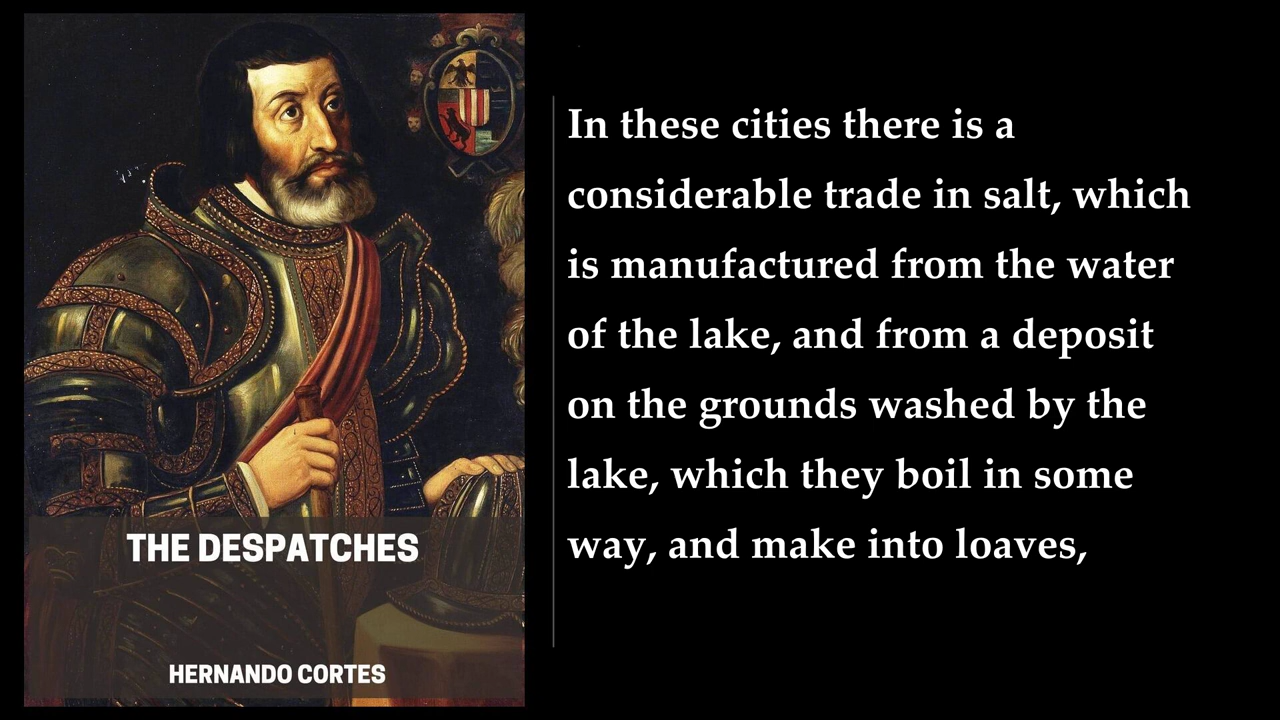 THE DESPATCHES
HERNANDO CORTES
In these cities there is a
considerable trade in salt, which
is manufactured from the water
of the lake, and from a deposit
on the grounds washed by the
lake, which they boil in some
way, and make into loaves,